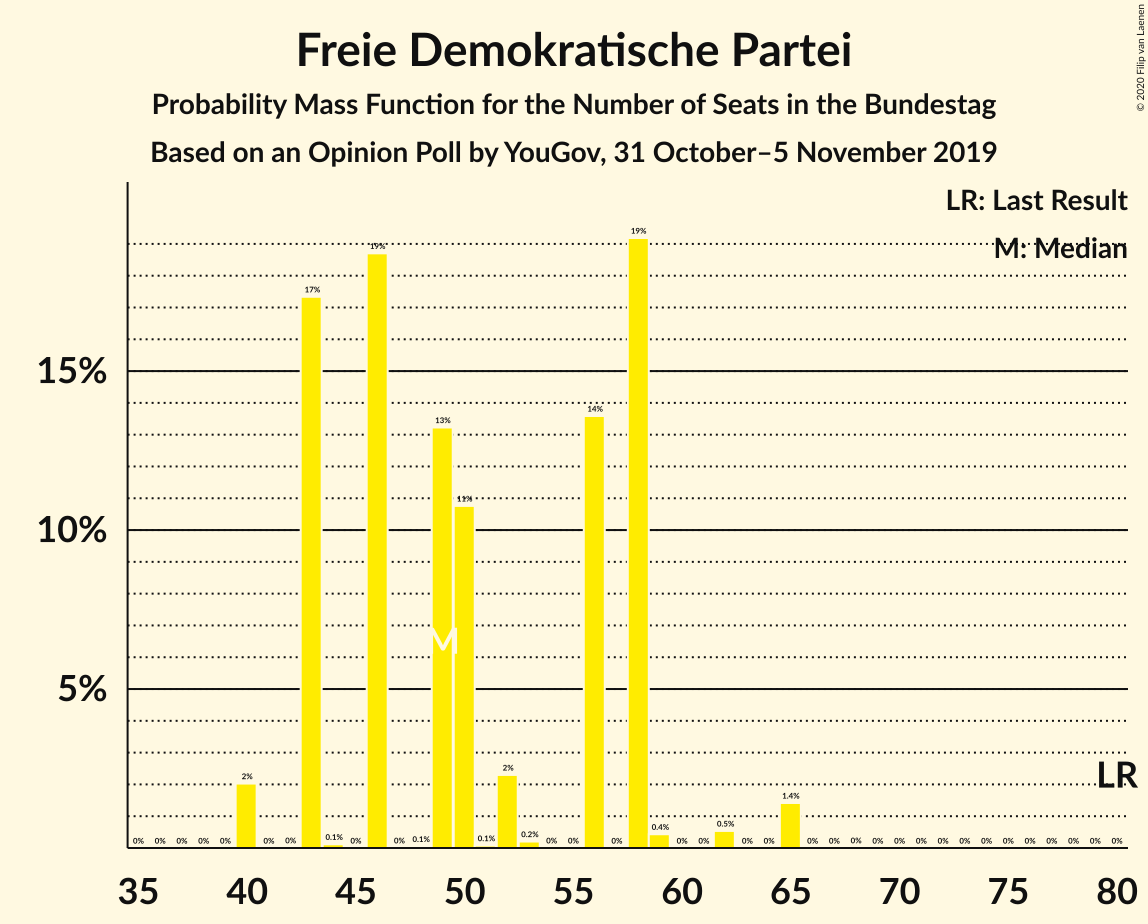 Freie Demokratische Partei
Probability Mass Function for the Number of Seats in the Bundestag
Based on an Opinion Poll by YouGov, 31 October–5 November 2019
© 2020 Filip van Laenen
LR: Last Result
M: Median
15%
10%
5%
0% 0% 0% 0% 0% 2% 0% 0% 17% 0.1% 0% 19% 0% 0.1% 13% 11% 0.1% 2% 0.2% 0% 0% 14% 0% 19% 0.4% 0% 0% 0.5% 0% 0% 1.4% 0% 0% 0% 0% 0% 0% 0% 0% 0% 0% 0% 0% 0% 0% 0%
M
LR
35 40 45 50 55 60 65 70 75 80